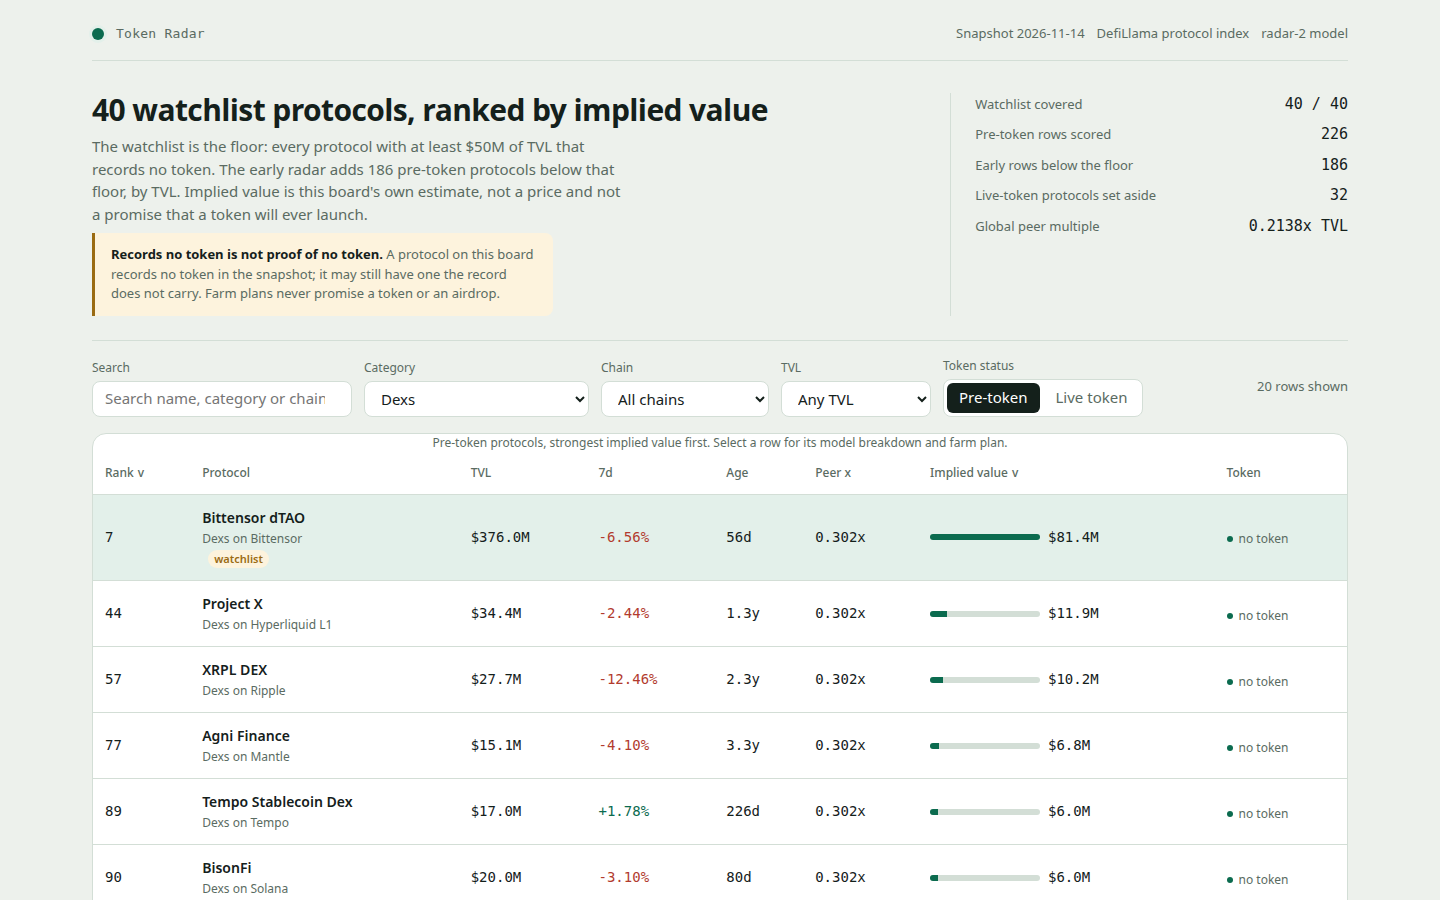 Token Radar
Snapshot 2026-11-14 DefiLlama protocol index radar-2 model
40 watchlist protocols, ranked by implied value
The watchlist is the floor: every protocol with at least $50M of TVL that
records no token. The early radar adds 186 pre-token protocols below that
floor, by TVL. Implied value is this board's own estimate, not a price and not
a promise that a token will ever launch.
Records no token is not proof of no token. A protocol on this board
records no token in the snapshot; it may still have one the record
does not carry. Farm plans never promise a token or an airdrop.
Watchlist covered 40 / 40
Pre-token rows scored 226
Early rows below the floor 186
Live-token protocols set aside 32
Global peer multiple 0.2138x TVL
Search Category Chain TVL Token status
Search name, category or chain Dexs All chains Any TVL Pre-token Live token
20 rows shown
Pre-token protocols, strongest implied value first. Select a row for its model breakdown and farm plan.
Rank v Protocol TVL 7d Age Peer x Implied value v Token
7 Bittensor dTAO $376.0M -6.56% 56d 0.302x $81.4M no token
Dexs on Bittensor
watchlist
44 Project X $34.4M -2.44% 1.3y 0.302x $11.9M no token
Dexs on Hyperliquid L1
57 XRPL DEX $27.7M -12.46% 2.3y 0.302x $10.2M no token
Dexs on Ripple
77 Agni Finance $15.1M -4.10% 3.3y 0.302x $6.8M no token
Dexs on Mantle
89 Tempo Stablecoin Dex $17.0M +1.78% 226d 0.302x $6.0M no token
Dexs on Tempo
90 BisonFi $20.0M -3.10% 80d 0.302x $6.0M no token
Dexs on Solana